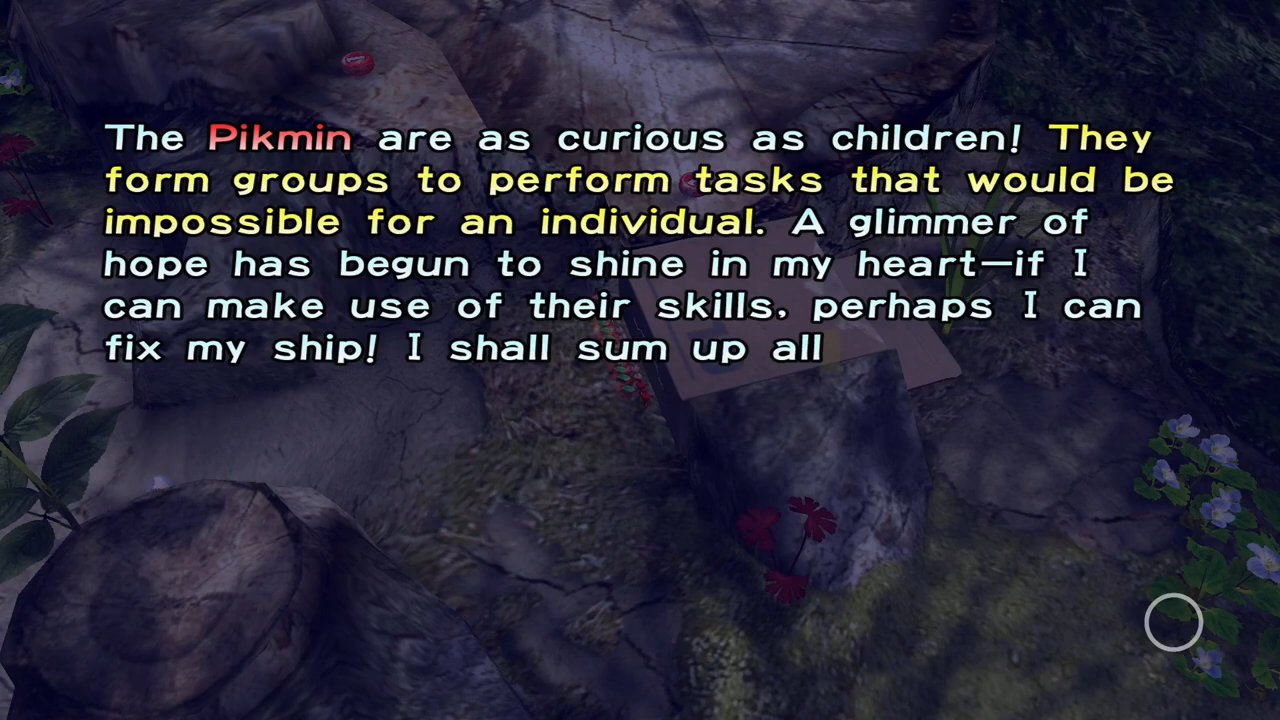 The Pikmin are as curious as children! They
form groups to perform tasks that would be
impossible for an individual. A glimmer of
hope has begun to shine in my heart—if I
can make use of their skills, perhaps I can
fix my ship! I shall sum up all